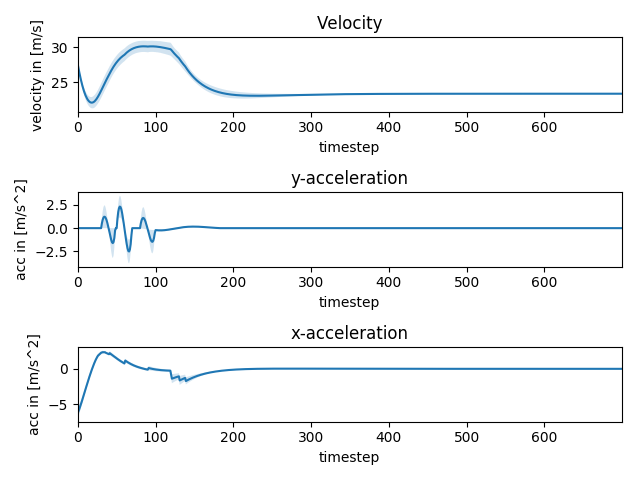 Velocity
velocity in [m/s]
30
25
0 100 200 300 400 500 600
timestep
y-acceleration
acc in [m/s^2]
2.5
0.0
−2.5
0 100 200 300 400 500 600
timestep
x-acceleration
acc in [m/s^2]
0
−5
0 100 200 300 400 500 600
timestep